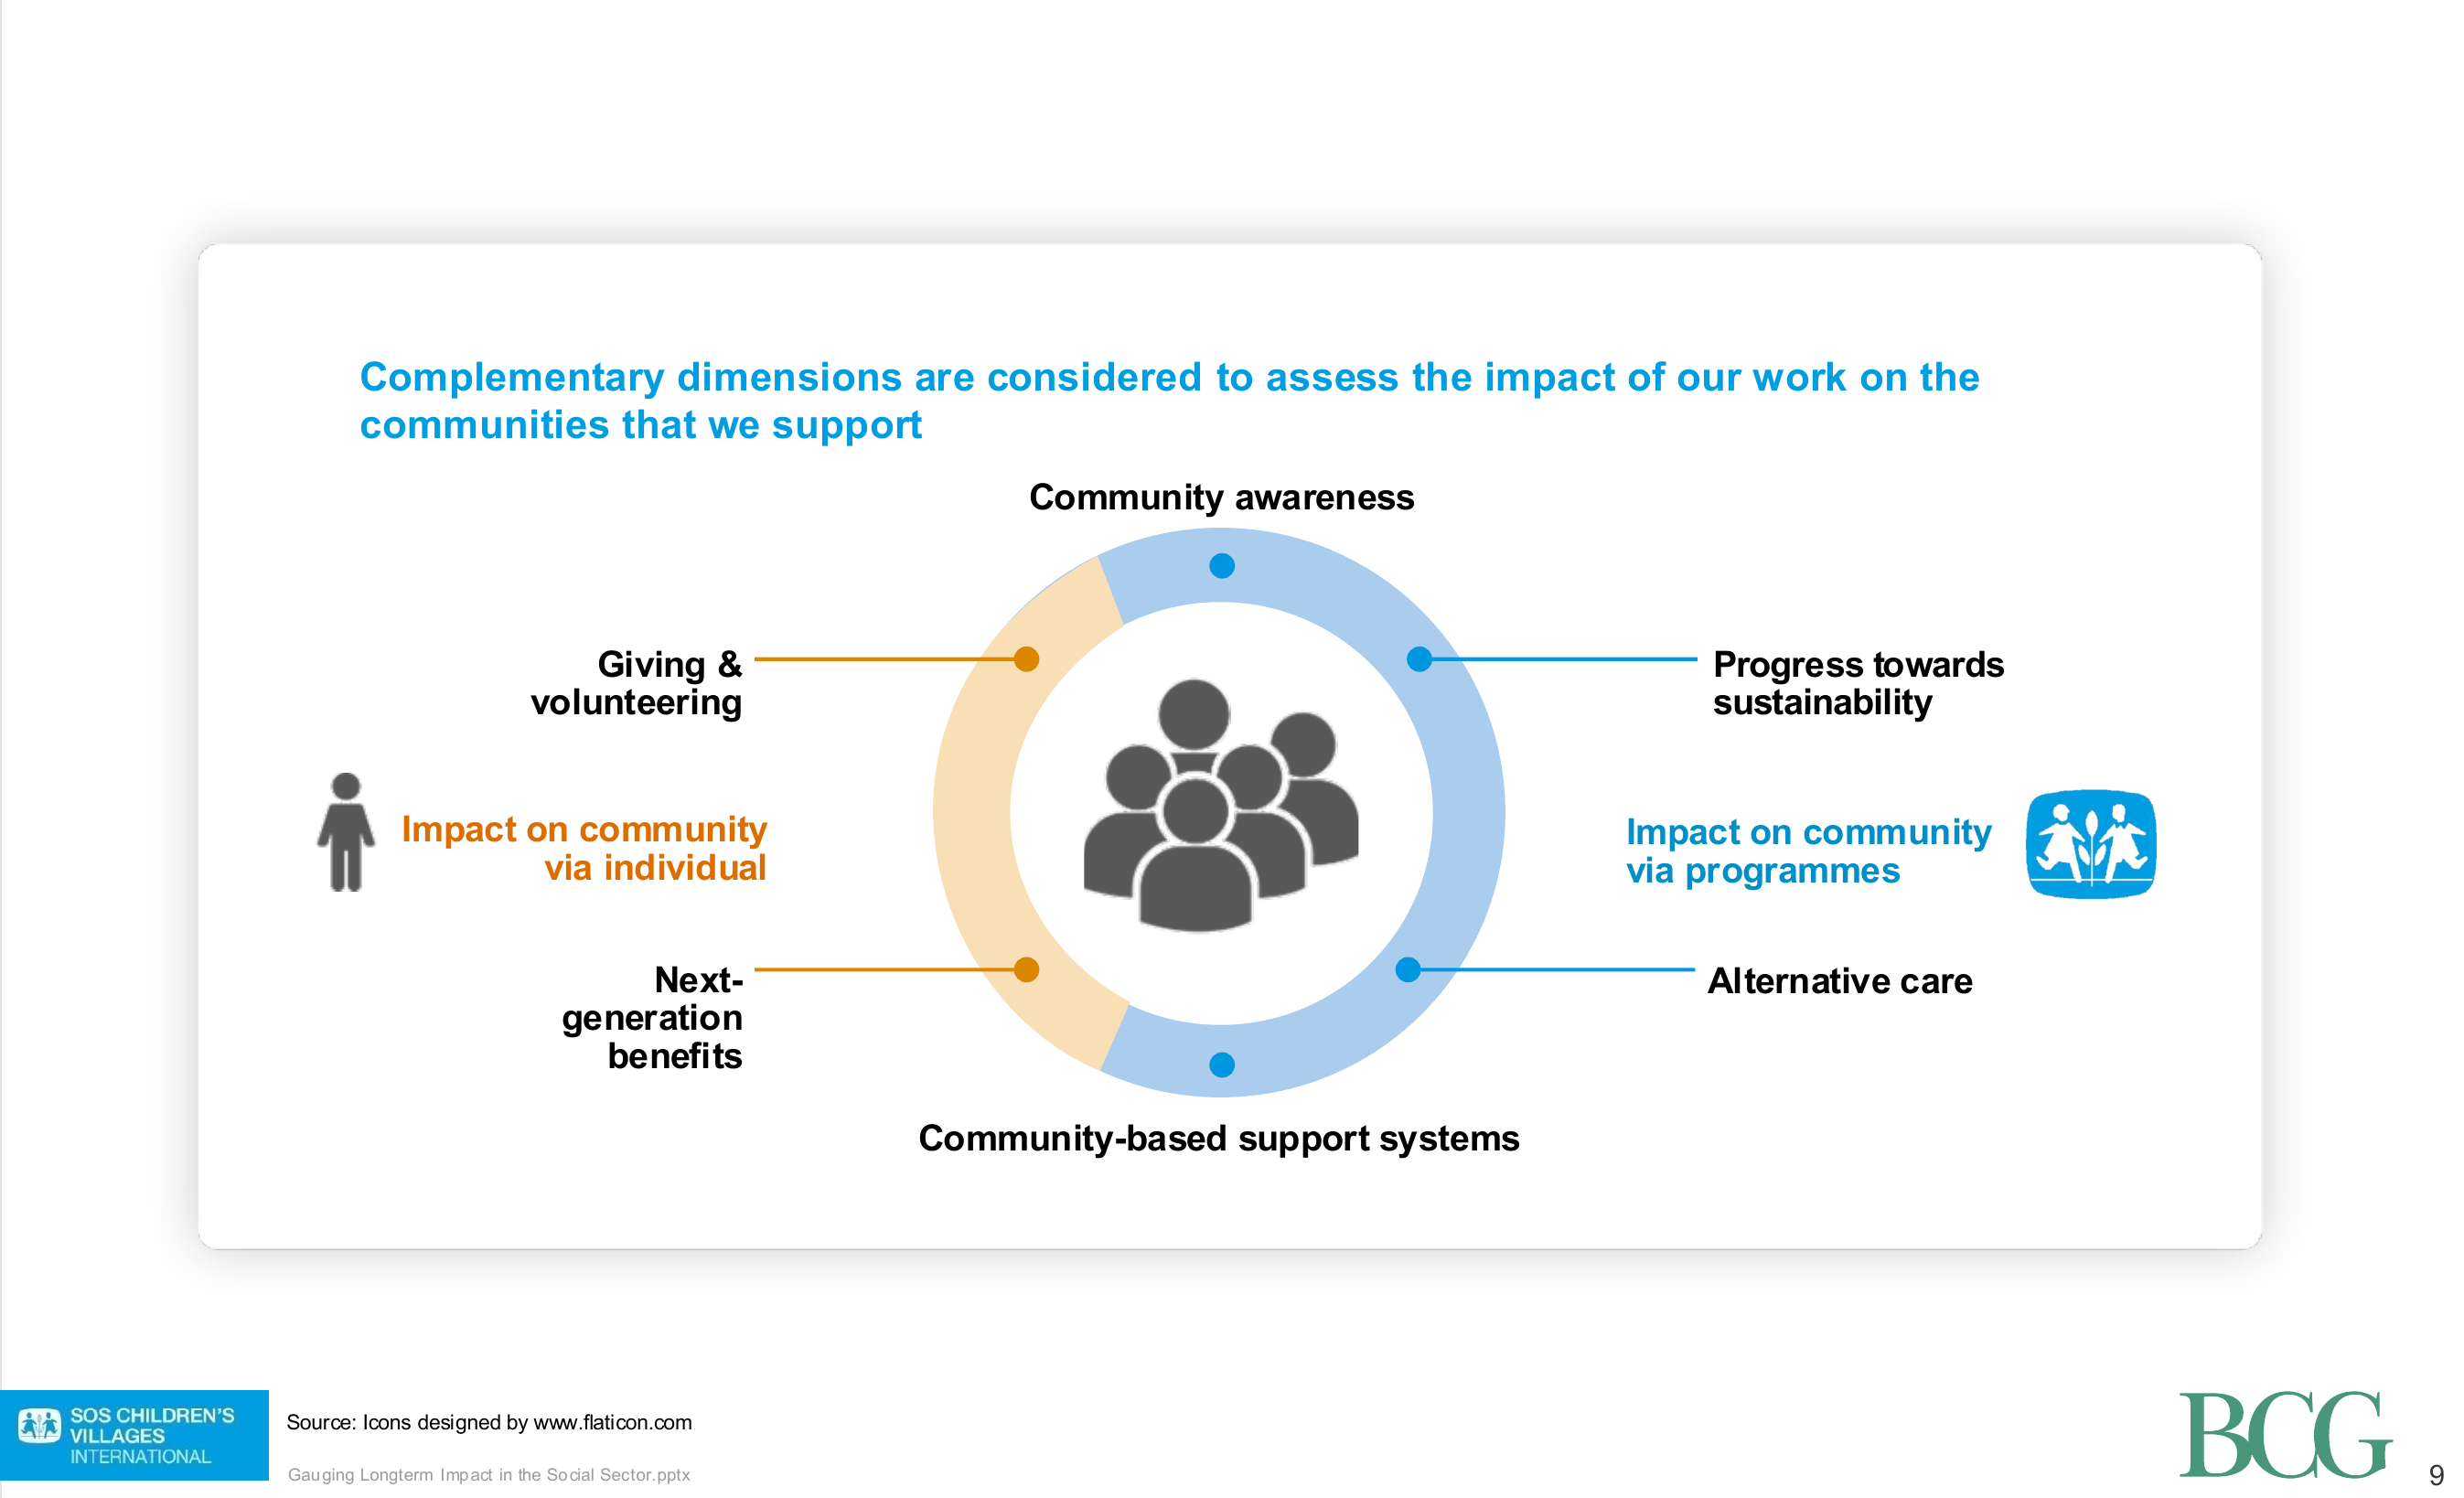 Complementary dimensions are considered to assess the impact of our work on the
communities that we support
Community awareness
Giving &
volunteering
Progress towards
sustainability
Impact on community
via individual
Impact on community
via programmes
Next-
generation
benefits
Alternative care
Community-based support systems
SOS CHILDREN'S
VILLAGES
INTERNATIONAL
Source: Icons designed by www.flaticon.com
Gauging Longterm Impact in the Social Sector.pptx
BCG
9